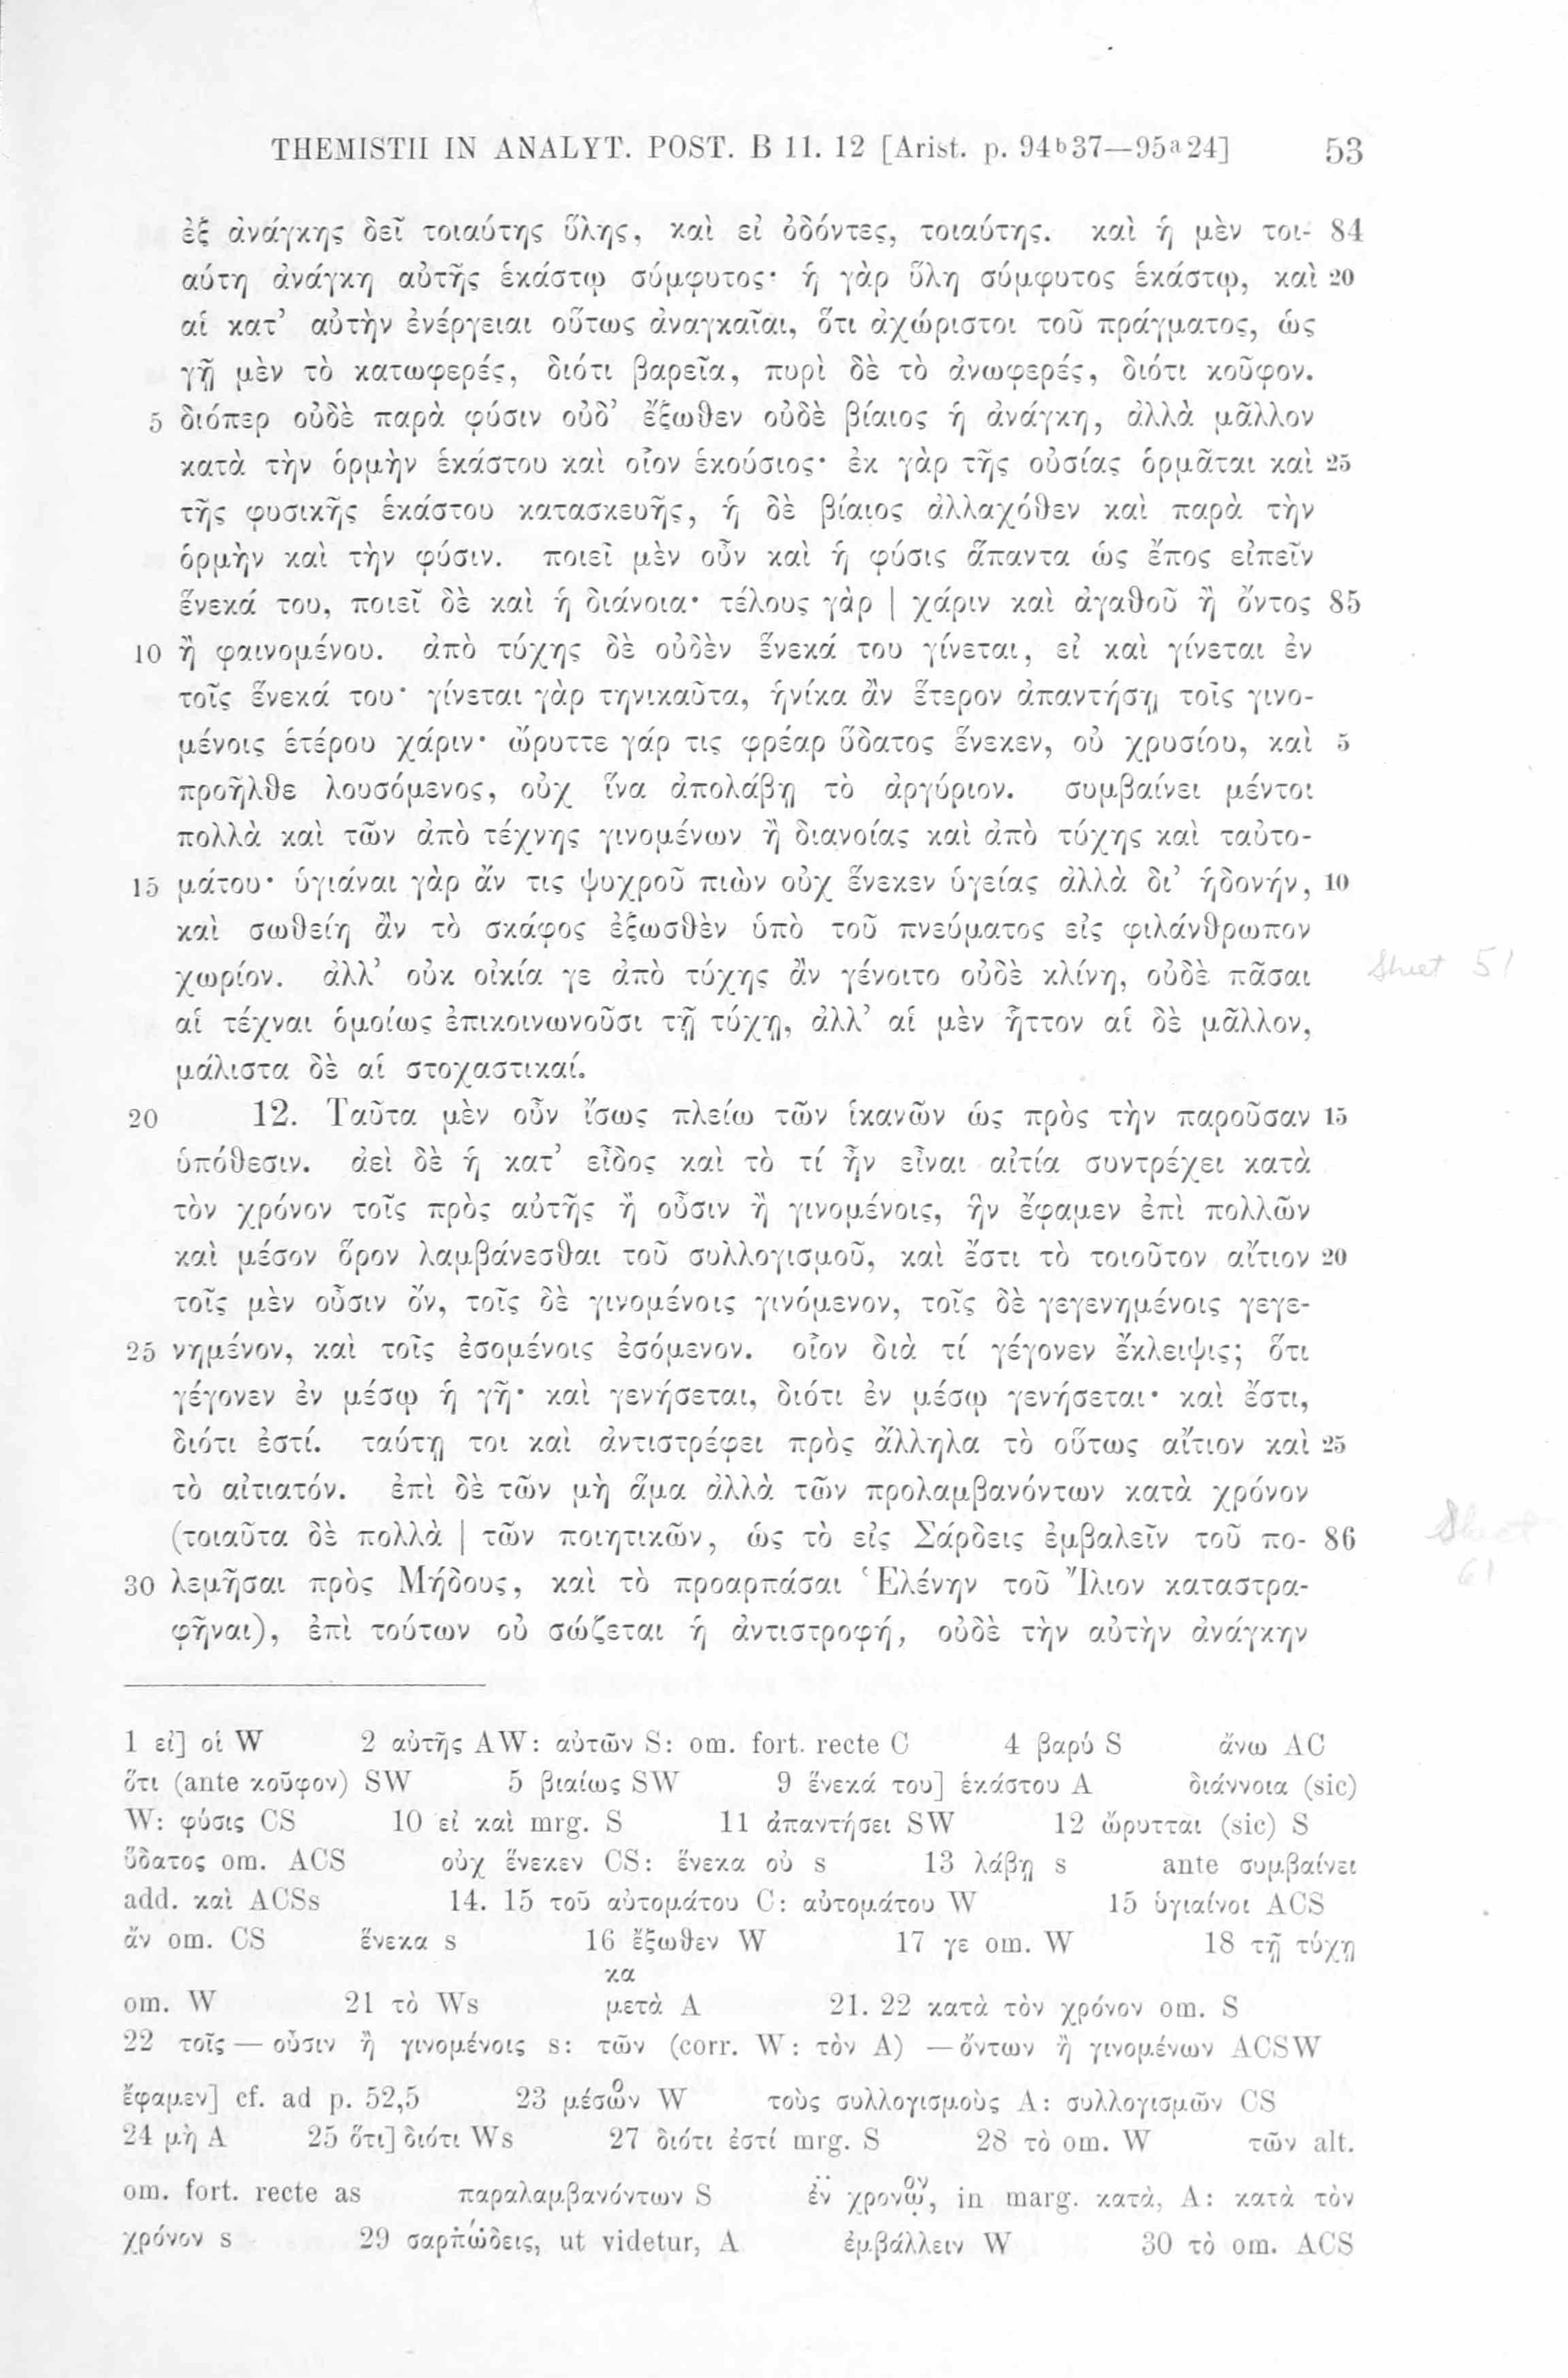 THEMISTII IN ANALYT. POST. B 11. 12 [Arist. p. 94b37—95a24] 53
ἐξ ἀνάγκης δεῖ τοιαύτης ὕλης, καὶ εἰ ὀδόντες, τοιαύτης. καὶ ἡ μὲν τοι- 84
αύτη ἀνάγκη αὐτῆς ἑκάστῳ σύμφυτος· ἡ γὰρ ὕλη σύμφυτος ἑκάστῳ, καὶ 20
αἱ κατ’ αὐτὴν ἐνέργειαι οὕτως ἀναγκαῖαι, ὅτι ἀχώριστοι τοῦ πράγματος, ὡς
γῇ μὲν τὸ κατωφερές, διότι βαρεῖα, πυρὶ δὲ τὸ ἀνωφερές, διότι κοῦφον.
5 διόπερ οὐδὲ παρὰ φύσιν οὐδ’ ἔξωθεν οὐδὲ βίαιος ἡ ἀνάγκη, ἀλλὰ μᾶλλον
κατὰ τὴν ὁρμὴν ἑκάστου καὶ οἷον ἑκούσιος· ἐκ γὰρ τῆς οὐσίας ὁρμᾶται καὶ 25
τῆς φυσικῆς ἑκάστου κατασκευῆς, ἡ δὲ βίαιος ἀλλαχόθεν καὶ παρὰ τὴν
ὁρμὴν καὶ τὴν φύσιν. ποιεῖ μὲν οὖν καὶ ἡ φύσις ἅπαντα ὡς ἔπος εἰπεῖν
ἕνεκά του, ποιεῖ δὲ καὶ ἡ διάνοια· τέλους γὰρ | χάριν καὶ ἀγαθοῦ ἢ ὄντος 85
10 ἢ φαινομένου. ἀπὸ τύχης δὲ οὐδὲν ἕνεκά του γίνεται, εἰ καὶ γίνεται ἐν
τοῖς ἕνεκά του· γίνεται γὰρ τηνικαῦτα, ἡνίκα ἂν ἕτερον ἀπαντήσῃ τοῖς γινο-
μένοις ἑτέρου χάριν· ὤρυττε γάρ τις φρέαρ ὕδατος ἕνεκεν, οὐ χρυσίου, καὶ 5
προῆλθε λουσόμενος, οὐχ ἵνα ἀπολάβῃ τὸ ἀργύριον. συμβαίνει μέντοι
πολλὰ καὶ τῶν ἀπὸ τέχνης γινομένων ἢ διανοίας καὶ ἀπὸ τύχης καὶ ταὐτο-
15 μάτου· ὑγιάναι γὰρ ἄν τις ψυχροῦ πιὼν οὐχ ἕνεκεν ὑγείας ἀλλὰ δι’ ἡδονήν, 10
καὶ σωθείη ἂν τὸ σκάφος ἐξωσθὲν ὑπὸ τοῦ πνεύματος εἰς φιλάνθρωπον
χωρίον. ἀλλ’ οὐκ οἰκία γε ἀπὸ τύχης ἂν γένοιτο οὐδὲ κλίνη, οὐδὲ πᾶσαι Sheet 51
αἱ τέχναι ὁμοίως ἐπικοινωνοῦσι τῇ τύχῃ, ἀλλ’ αἱ μὲν ἧττον αἱ δὲ μᾶλλον,
μάλιστα δὲ αἱ στοχαστικαί.
20 12. Ταῦτα μὲν οὖν ἴσως πλείω τῶν ἱκανῶν ὡς πρὸς τὴν παροῦσαν 15
ὑπόθεσιν. ἀεὶ δὲ ἡ κατ’ εἶδος καὶ τὸ τί ἦν εἶναι αἰτία συντρέχει κατὰ
τὸν χρόνον τοῖς πρὸς αὐτῆς ἢ οὖσιν ἢ γινομένοις, ἣν ἔφαμεν ἐπὶ πολλῶν
καὶ μέσον ὅρον λαμβάνεσθαι τοῦ συλλογισμοῦ, καὶ ἔστι τὸ τοιοῦτον αἴτιον 20
τοῖς μὲν οὖσιν ὄν, τοῖς δὲ γινομένοις γινόμενον, τοῖς δὲ γεγενημένοις γεγε-
25 νημένον, καὶ τοῖς ἐσομένοις ἐσόμενον. οἷον διὰ τί γέγονεν ἔκλειψις; ὅτι
γέγονεν ἐν μέσῳ ἡ γῆ· καὶ γενήσεται, διότι ἐν μέσῳ γενήσεται· καὶ ἔστι,
διότι ἐστί. ταύτῃ τοι καὶ ἀντιστρέφει πρὸς ἄλληλα τὸ οὕτως αἴτιον καὶ 25
τὸ αἰτιατόν. ἐπὶ δὲ τῶν μὴ ἅμα ἀλλὰ τῶν προλαμβανόντων κατὰ χρόνον
(τοιαῦτα δὲ πολλὰ | τῶν ποιητικῶν, ὡς τὸ εἰς Σάρδεις ἐμβαλεῖν τοῦ πο- 86 Sheet
30 λεμῆσαι πρὸς Μήδους, καὶ τὸ προαρπάσαι Ἑλένην τοῦ Ἴλιον καταστρα- 61
φῆναι), ἐπὶ τούτων οὐ σώζεται ἡ ἀντιστροφή, οὐδὲ τὴν αὐτὴν ἀνάγκην
1 εἰ] οἱ W 2 αὐτῆς AW: αὐτῶν S: om. fort. recte C 4 βαρύ S ἄνω AC
ὅτι (ante κοῦφον) SW 5 βιαίως SW 9 ἕνεκά του] ἑκάστου A διάννοια (sic)
W: φύσις CS 10 εἰ καὶ mrg. S 11 ἀπαντήσει SW 12 ὤρυτται (sic) S
ὕδατος om. ACS οὐχ ἕνεκεν CS: ἕνεκα οὐ s 13 λάβῃ s ante συμβαίνει
add. καὶ ACSs 14. 15 τοῦ αὐτομάτου C: αὐτομάτου W 15 ὑγιαίνοι ACS
ἄν om. CS ἕνεκα s 16 ἔξωθεν W 17 γε om. W 18 τῇ τύχῃ
κα
om. W 21 τὸ Ws μετὰ A 21. 22 κατὰ τὸν χρόνον om. S
22 τοῖς — οὖσιν ἢ γινομένοις s: τῶν (corr. W: τὸν A) — ὄντων ἢ γινομένων ACSW
ἔφαμεν] cf. ad p. 52,5 23 μέσων W τοὺς συλλογισμοὺς A: συλλογισμῶν CS
24 μὴ A 25 ὅτι] διότι Ws 27 διότι ἐστί mrg. S 28 τὸ om. W τῶν alt.
om. fort. recte as παραλαμβανόντων S ἐν χρονῳ, in marg. κατὰ, A: κατὰ τὸν
χρόνον s 29 ut videtur, A ἐμβάλλειν W 30 τὸ om. ACS